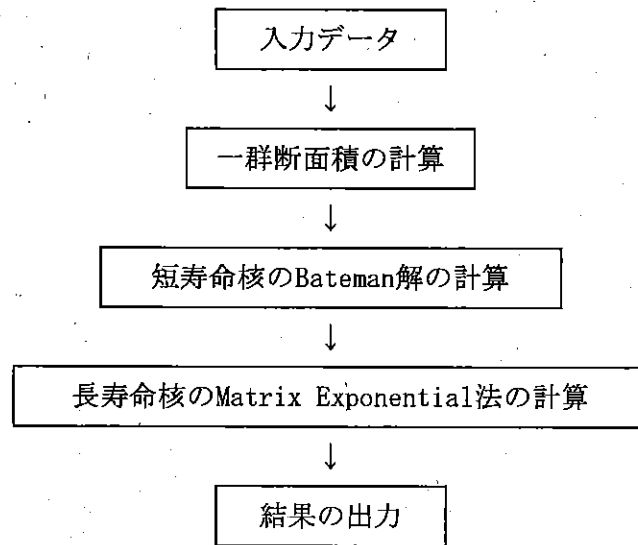 入力データ
↓
一群断面積の計算
↓
短寿命核のBateman解の計算
↓
長寿命核のMatrix Exponential法の計算
↓
結果の出力